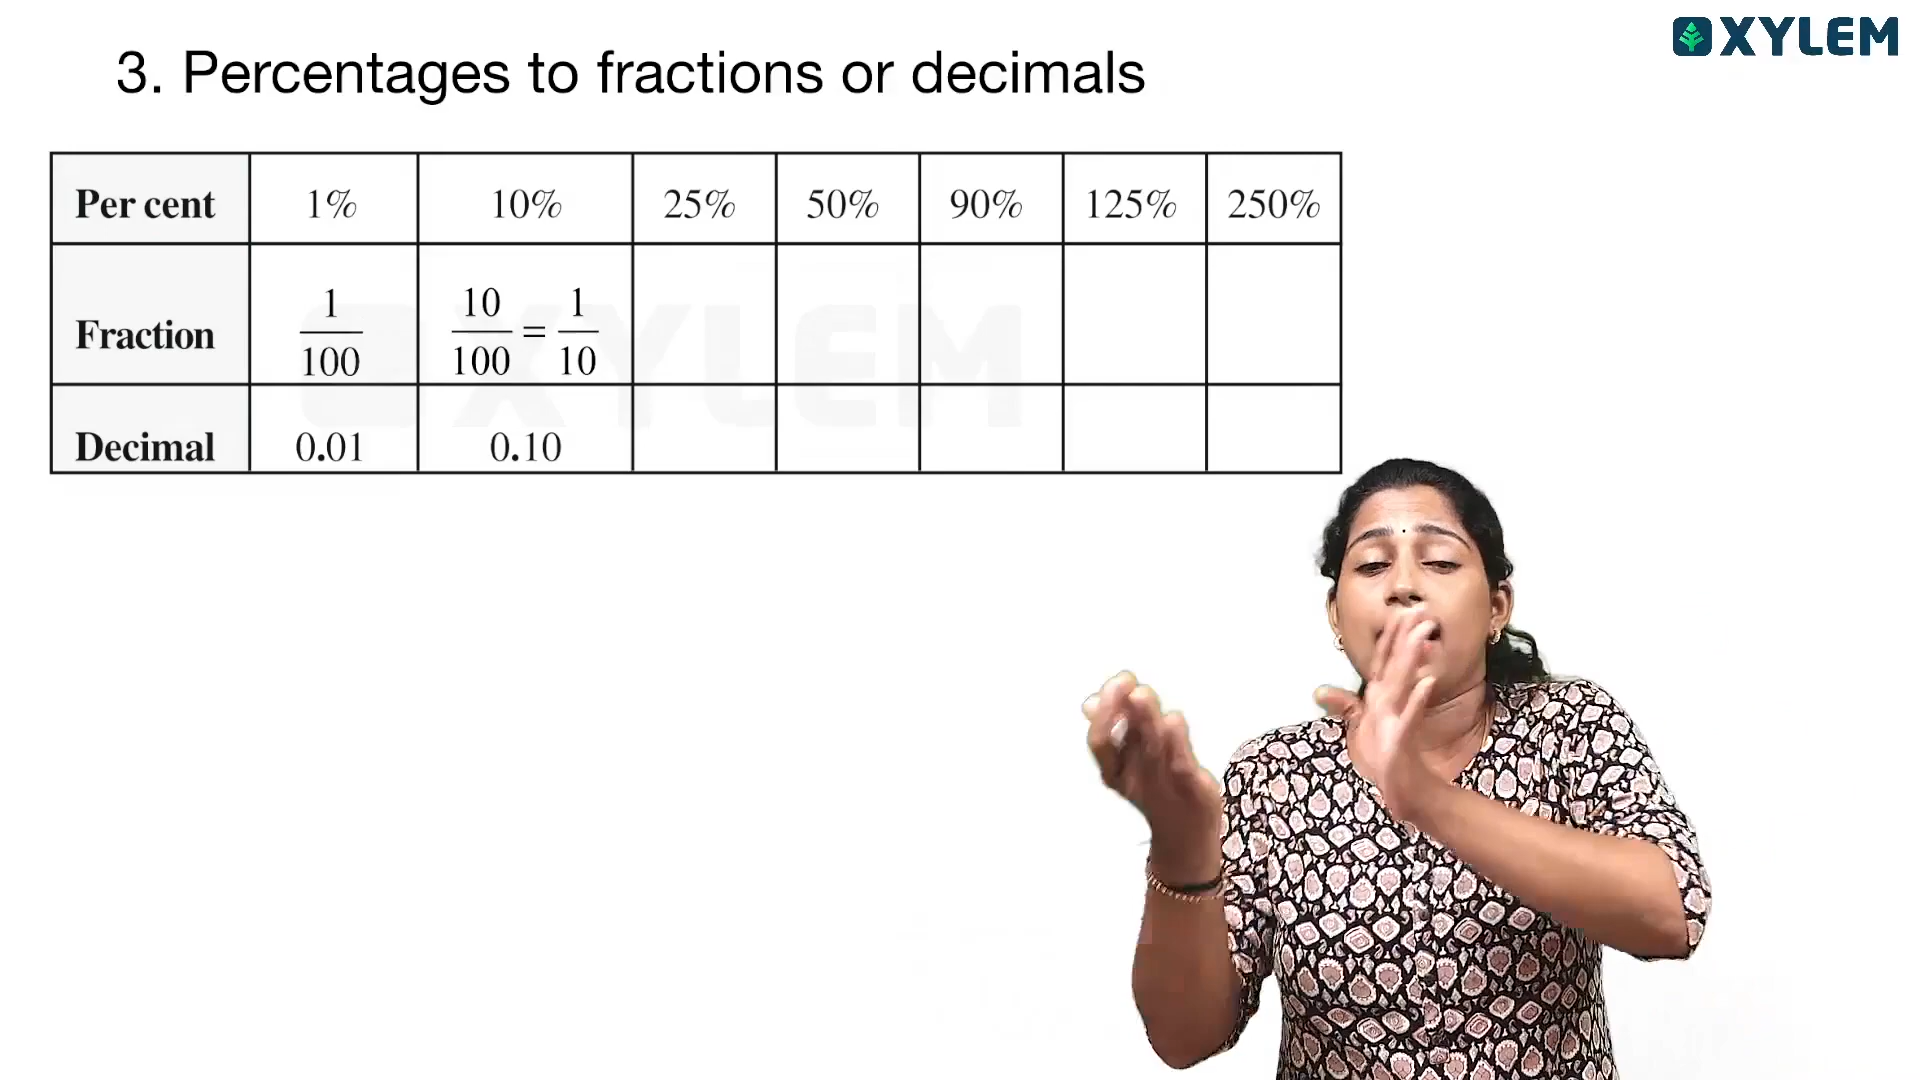 XYLEM
3. Percentages to fractions or decimals
Per cent 1% 10% 25% 50% 90% 125% 250%
Fraction 1/100 10/100 = 1/10
Decimal 0.01 0.10
XYLEM